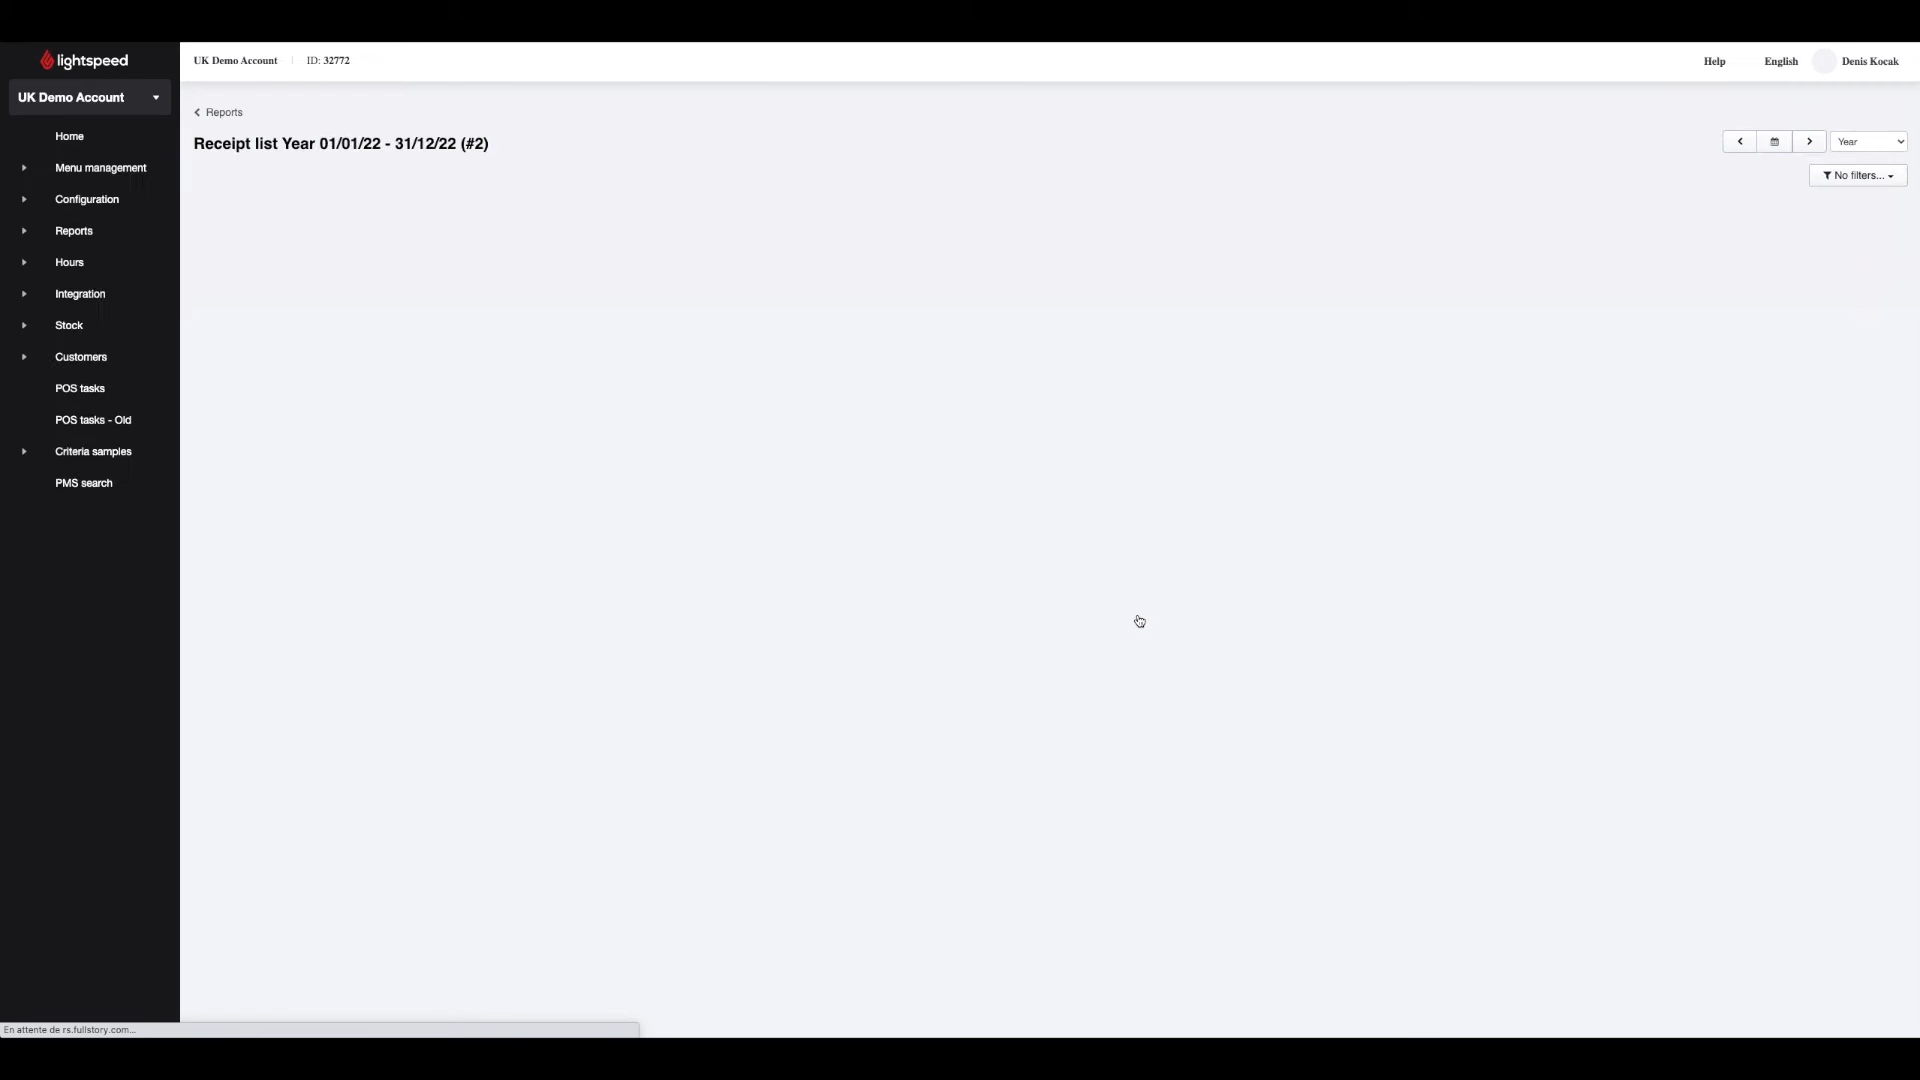 lightspeed
UK Demo Account
Home
Menu management
Configuration
Reports
Hours
Integration
Stock
Customers
POS tasks
POS tasks - Old
Criteria samples
PMS search
UK Demo Account ID: 32772
Help English Denis Kocak
Reports
Receipt list Year 01/01/22 - 31/12/22 (#2)
Year
No filters...
En attente de rs.fullstory.com...